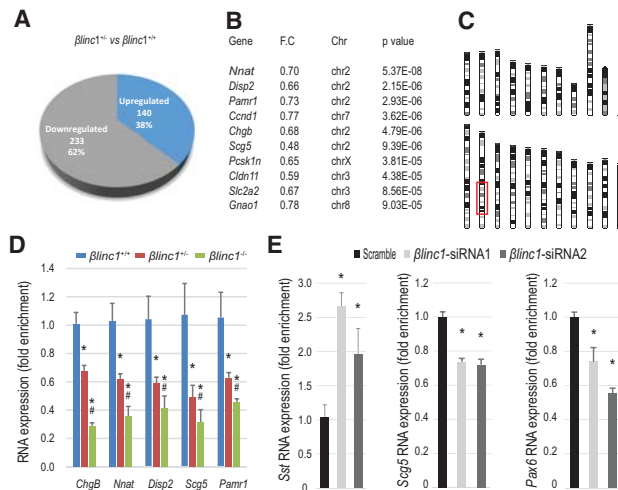 A
βlinc1+/- vs βlinc1+/+
Upregulated
140
38%
Downregulated
233
62%
B
Gene F.C Chr p value
Nnat 0.70 chr2 5.37E-08
Disp2 0.66 chr2 2.15E-06
Pamr1 0.73 chr2 2.93E-06
Ccnd1 0.77 chr7 3.62E-06
Chgb 0.68 chr2 4.79E-06
Scg5 0.48 chr2 9.39E-06
Pcsk1n 0.65 chrX 3.81E-05
Cldn11 0.59 chr3 4.38E-05
Slc2a2 0.67 chr3 8.56E-05
Gnao1 0.78 chr8 9.03E-05
C
D
βlinc1+/+ βlinc1+/- βlinc1-/-
RNA expression (fold enrichment)
1.4
1.2
1.0
0.8
0.6
0.4
0.2
0.0
* * # * * # * * # * * # * * #
ChgB Nnat Disp2 Scg5 Pamr1
E
Scramble βlinc1-siRNA1 βlinc1-siRNA2
Sst RNA expression (fold enrichment)
3.0
2.5
2.0
1.5
1.0
0.5
0.0
* *
Scg5 RNA expression (fold enrichment)
1.2
1.0
0.8
0.6
0.4
0.2
0.0
* *
Pax6 RNA expression (fold enrichment)
1.2
1.0
0.8
0.6
0.4
0.2
0.0
* *